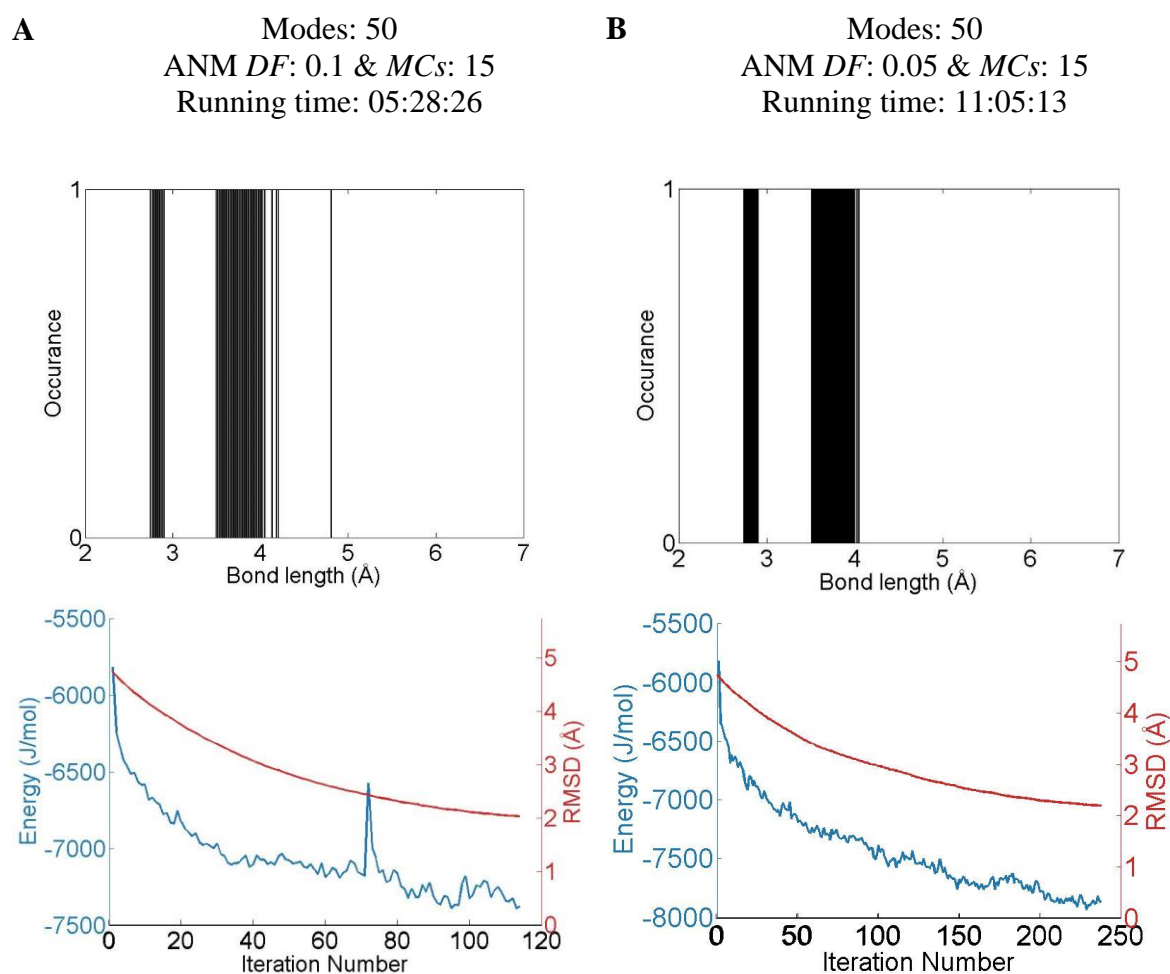 A
Modes: 50
ANM DF: 0.1 & MCs: 15
Running time: 05:28:26
1
Occurance
0
2 3 4 5 6 7
Bond length (Å)
-5500
-6000
-6500
-7000
-7500
Energy (J/mol)
5
4
3
2
1
0
RMSD (Å)
0 20 40 60 80 100 120
Iteration Number
B
Modes: 50
ANM DF: 0.05 & MCs: 15
Running time: 11:05:13
1
Occurance
0
2 3 4 5 6 7
Bond length (Å)
-5500
-6000
-6500
-7000
-7500
-8000
Energy (J/mol)
5
4
3
2
1
0
RMSD (Å)
0 50 100 150 200 250
Iteration Number